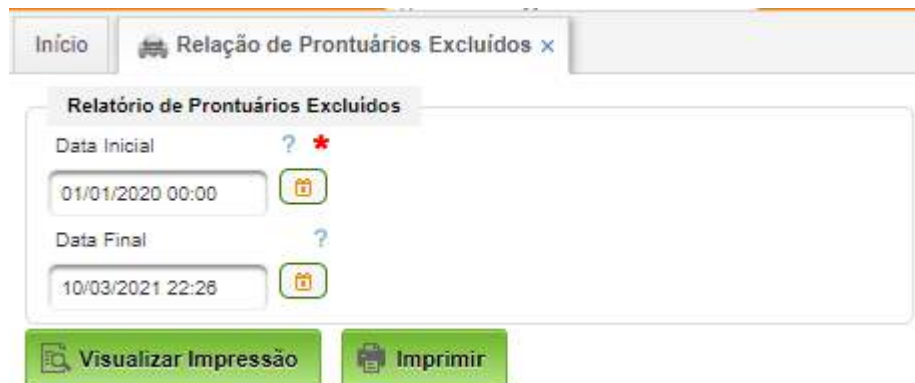 Início Relação de Prontuários Excluídos ×
Relatório de Prontuários Excluidos
Data Inicial ? *
01/01/2020 00:00
Data Final ?
10/03/2021 22:26
Visualizar Impressão Imprimir